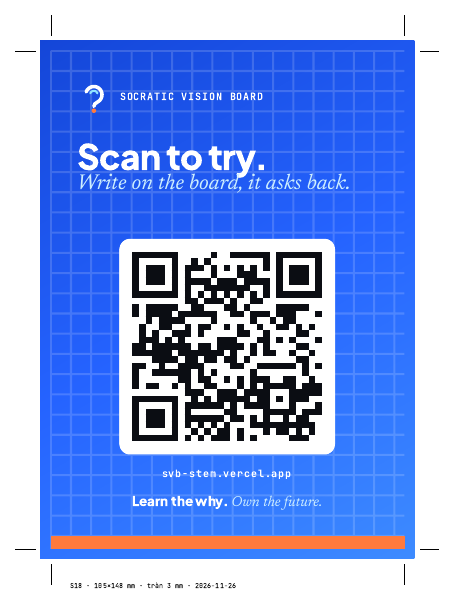 SOCRATIC VISION BOARD
Scan to try.
Write on the board, it asks back.
svb-stem.vercel.app
Learn the why. Own the future.
S18 - 105×148 mm - tràn 3 mm - 2026-11-26